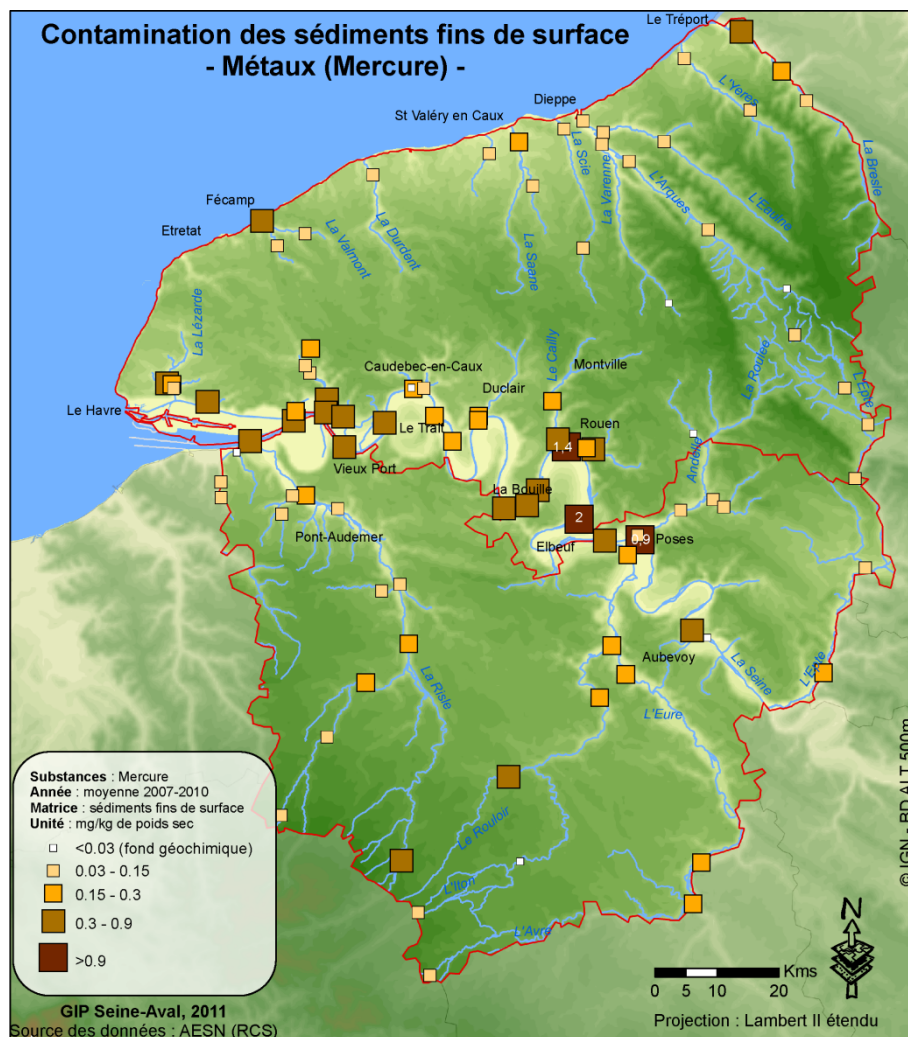 Contamination des sédiments fins de surface
- Métaux (Mercure) -
Le Tréport
L'Yeres
Dieppe
St Valéry en Caux
La Scie
La Varenne
L'Arques
L'Eaulne
La Bresle
Fécamp
Etretat
La Valmont
La Durdent
La Saane
La Lézarde
Le Cailly
Montville
Caudebec-en-Caux
Duclair
La Roulee
L'Epte
Le Havre
Le Trait
Rouen
1,4
Vieux Port
Andelle
La Bouille
2
Pont-Audemer
Elbeuf
0,9
Poses
Aubevoy
La Seine
L'Epte
La Risle
L'Eure
Le Rouloir
L'Iton
L'Avre
Substances : Mercure
Année : moyenne 2007-2010
Matrice : sédiments fins de surface
Unité : mg/kg de poids sec
<0.03 (fond géochimique)
0.03 - 0.15
0.15 - 0.3
0.3 - 0.9
>0.9
GIP Seine-Aval, 2011
Source des données : AESN (RCS)
N
Kms
0 5 10 20
Projection : Lambert II étendu
© IGN - BD ALT 500m